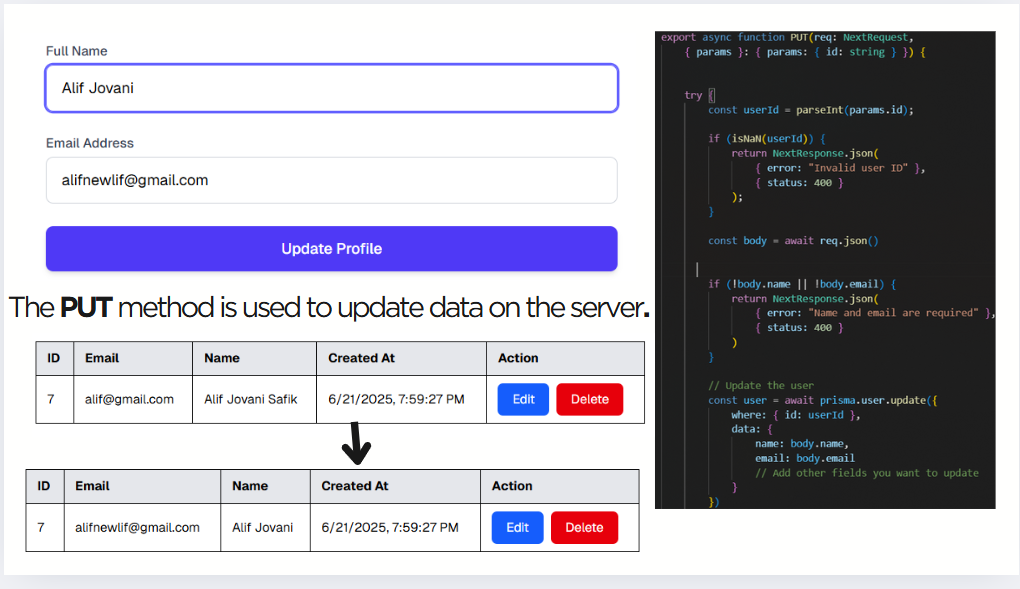 Full Name
Alif Jovani
Email Address
alifnewlif@gmail.com
Update Profile
The PUT method is used to update data on the server.
ID Email Name Created At Action
7 alif@gmail.com Alif Jovani Safik 6/21/2025, 7:59:27 PM Edit Delete
ID Email Name Created At Action
7 alifnewlif@gmail.com Alif Jovani 6/21/2025, 7:59:27 PM Edit Delete
export async function PUT(req: NextRequest,
{ params }: { params: { id: string } }) {
try {
const userId = parseInt(params.id);
if (isNaN(userId)) {
return NextResponse.json(
{ error: "Invalid user ID" },
{ status: 400 }
);
}
const body = await req.json()
if (!body.name || !body.email) {
return NextResponse.json(
{ error: "Name and email are required" },
{ status: 400 }
)
}
// Update the user
const user = await prisma.user.update({
where: { id: userId },
data: {
name: body.name,
email: body.email
// Add other fields you want to update
}
})